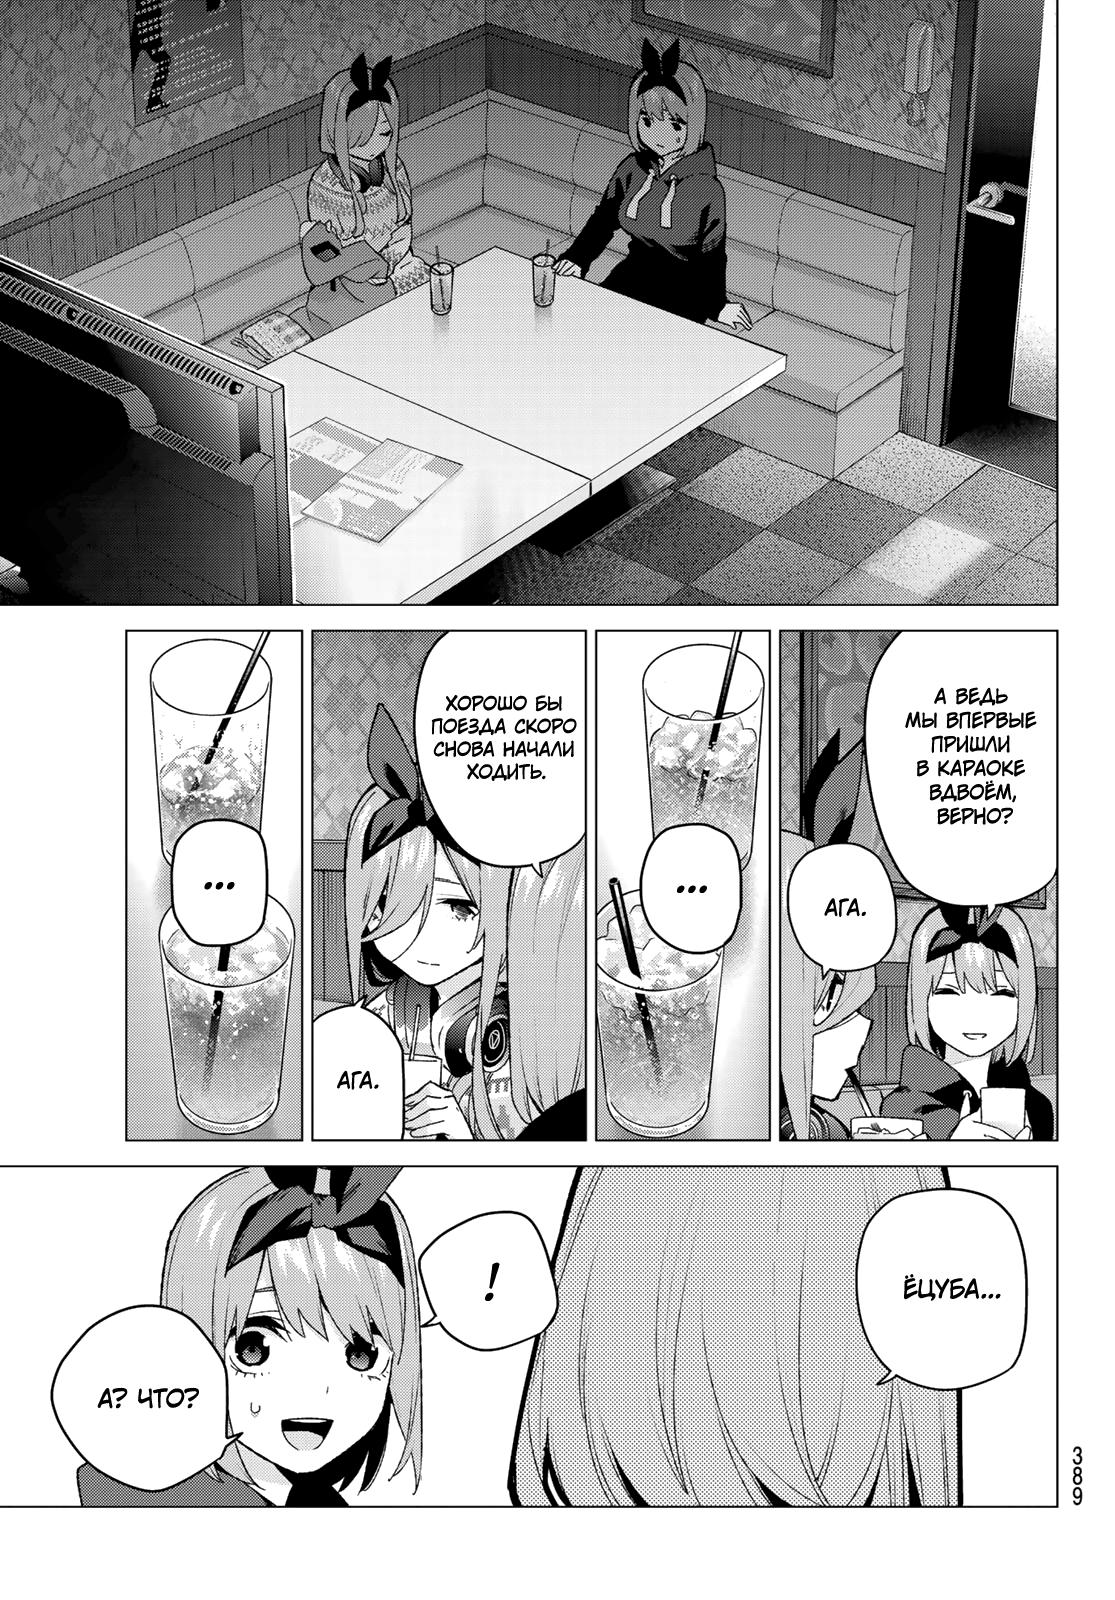 А ВЕДЬ
МЫ ВПЕРВЫЕ
ПРИШЛИ
В КАРАОКЕ
ВДВОЁМ,
ВЕРНО?
АГА.
...
ХОРОШО БЫ
ПОЕЗДА СКОРО
СНОВА НАЧАЛИ
ХОДИТЬ.
АГА.
...
ЁЦУБА...
!
А? ЧТО?
389